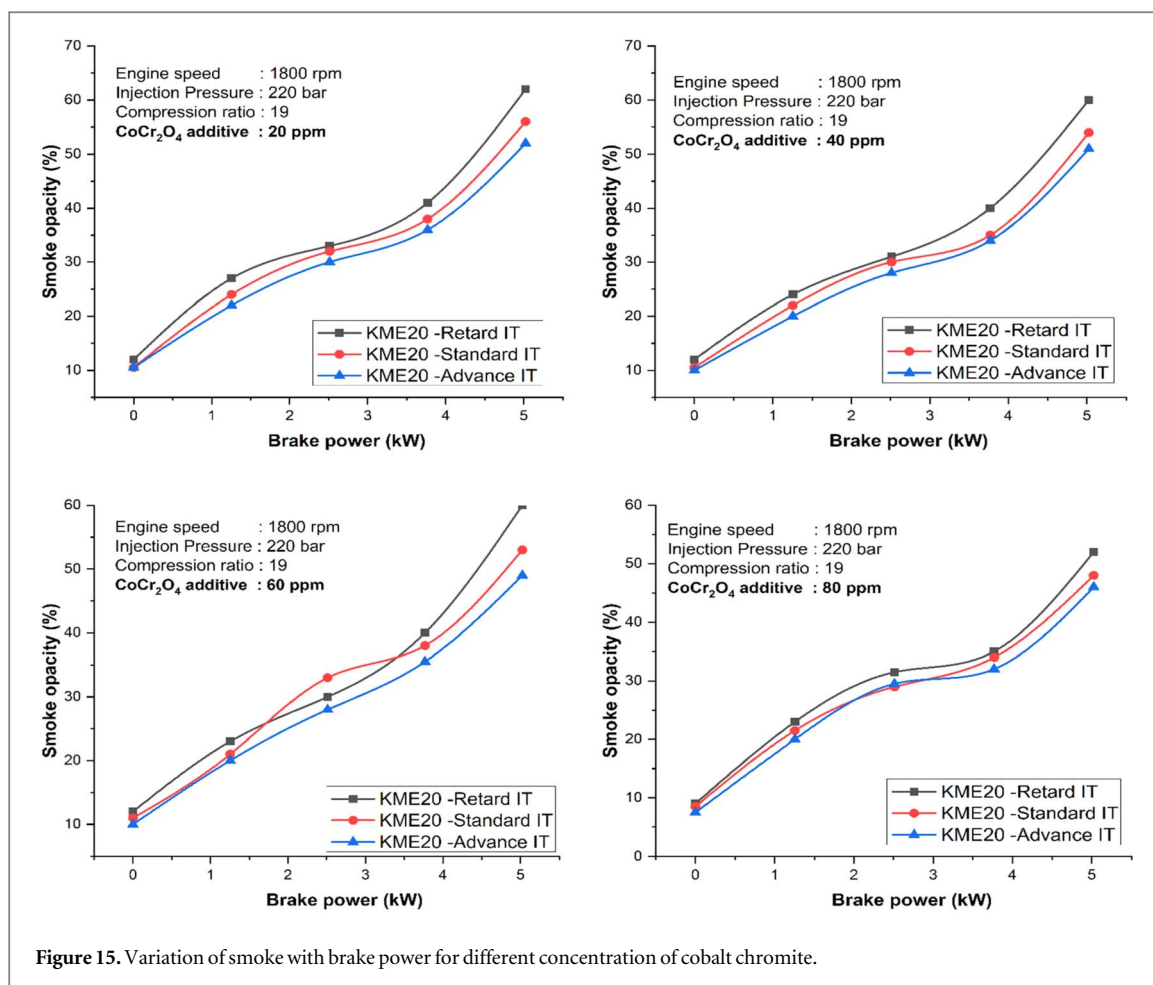 70
60
50
40
30
20
10
Smoke opacity (%)
Engine speed : 1800 rpm
Injection Pressure : 220 bar
Compression ratio : 19
CoCr₂O₄ additive : 20 ppm
KME20 -Retard IT
KME20 -Standard IT
KME20 -Advance IT
0 1 2 3 4 5
Brake power (kW)
70
60
50
40
30
20
10
Smoke opacity (%)
Engine speed : 1800 rpm
Injection Pressure : 220 bar
Compression ratio : 19
CoCr₂O₄ additive : 40 ppm
KME20 -Retard IT
KME20 -Standard IT
KME20 -Advance IT
0 1 2 3 4 5
Brake power (kW)
60
50
40
30
20
10
Smoke opacity (%)
Engine speed : 1800 rpm
Injection Pressure : 220 bar
Compression ratio : 19
CoCr₂O₄ additive : 60 ppm
KME20 -Retard IT
KME20 -Standard IT
KME20 -Advance IT
0 1 2 3 4 5
Brake power (kW)
60
50
40
30
20
10
0
Smoke opacity (%)
Engine speed : 1800 rpm
Injection Pressure : 220 bar
Compression ratio : 19
CoCr₂O₄ additive : 80 ppm
KME20 -Retard IT
KME20 -Standard IT
KME20 -Advance IT
0 1 2 3 4 5
Brake power (kW)
Figure 15. Variation of smoke with brake power for different concentration of cobalt chromite.